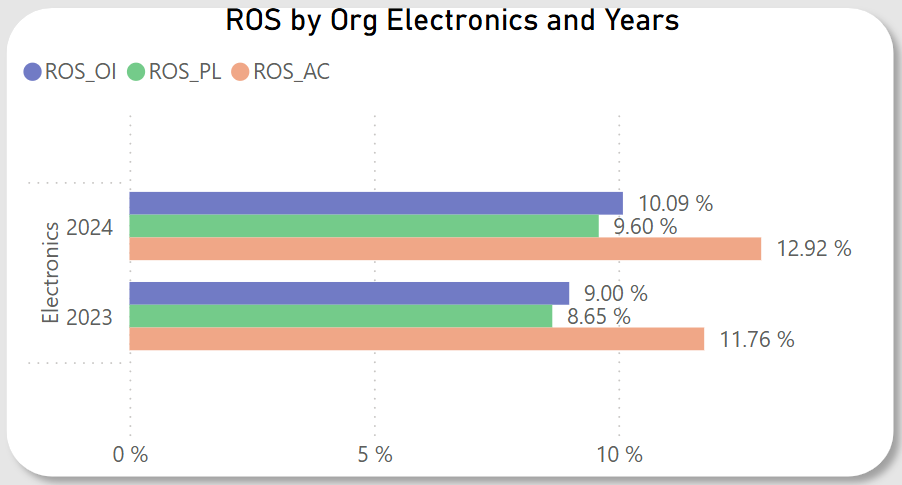 ROS by Org Electronics and Years
ROS_OI ROS_PL ROS_AC
Electronics
2024
10.09 %
9.60 %
12.92 %
2023
9.00 %
8.65 %
11.76 %
0 % 5 % 10 %